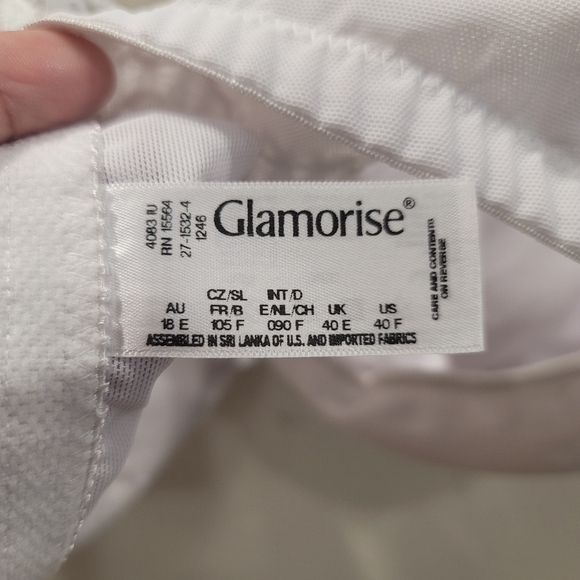 4083 IU
RN 15564
27-1532-4
1246
Glamorise®
CZ/SL INT/D
AU FR/B E/NL/CH UK US
18 E 105 F 090 F 40 E 40 F
ASSEMBLED IN SRI LANKA OF U.S. AND IMPORTED FABRICS
CARE AND CONTENTS
ON REVERSE